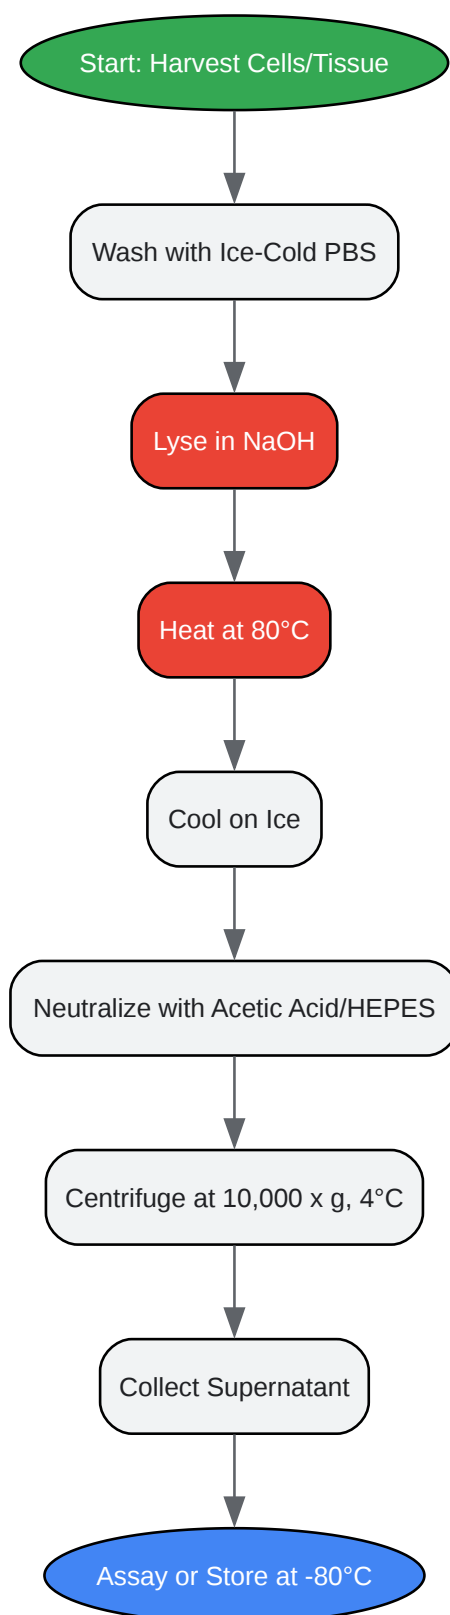 Start: Harvest Cells/Tissue
Wash with Ice-Cold PBS
Lyse in NaOH
Heat at 80°C
Cool on Ice
Neutralize with Acetic Acid/HEPES
Centrifuge at 10,000 x g, 4°C
Collect Supernatant
Assay or Store at -80°C